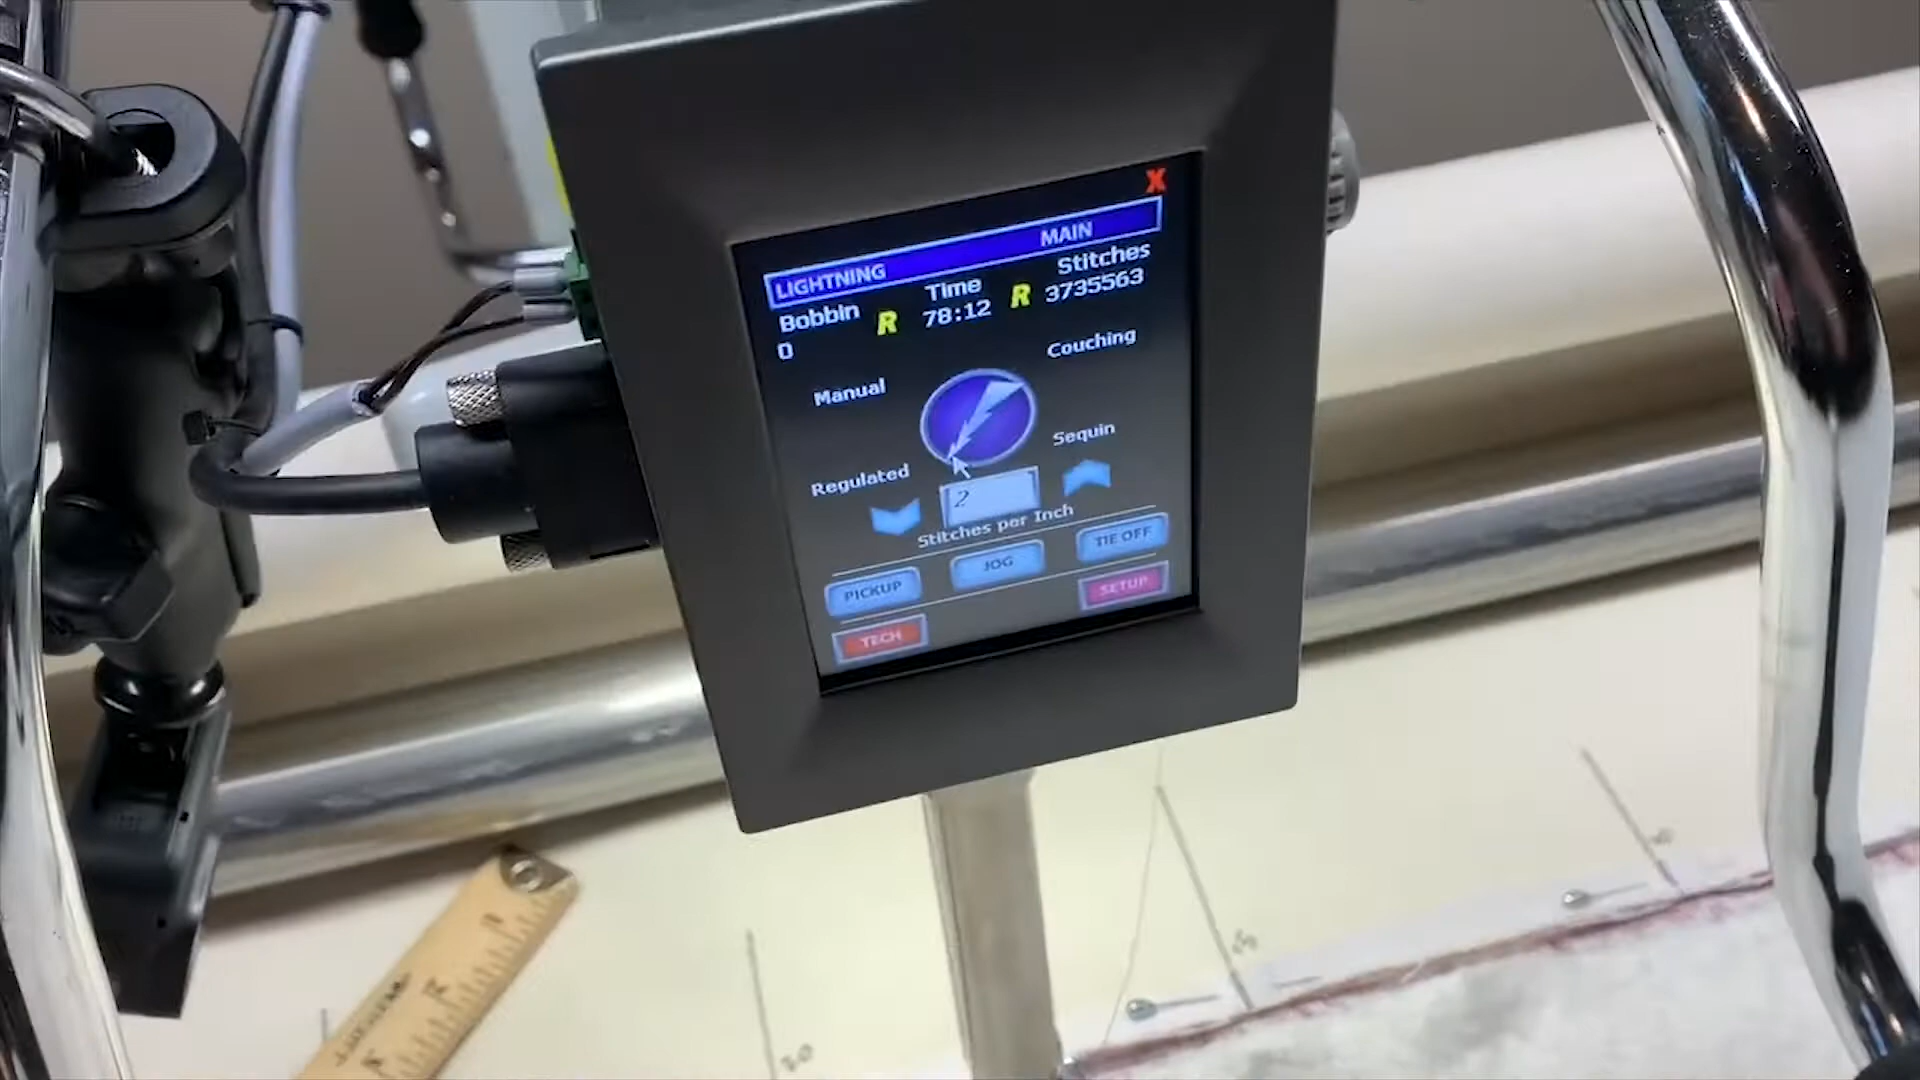 X
LIGHTNING MAIN
Bobbin R Time R Stitches
0 78:12 3735563
Manual Couching
Regulated Sequin
2
Stitches per Inch
PICKUP JOG TIE OFF
TECH SETUP